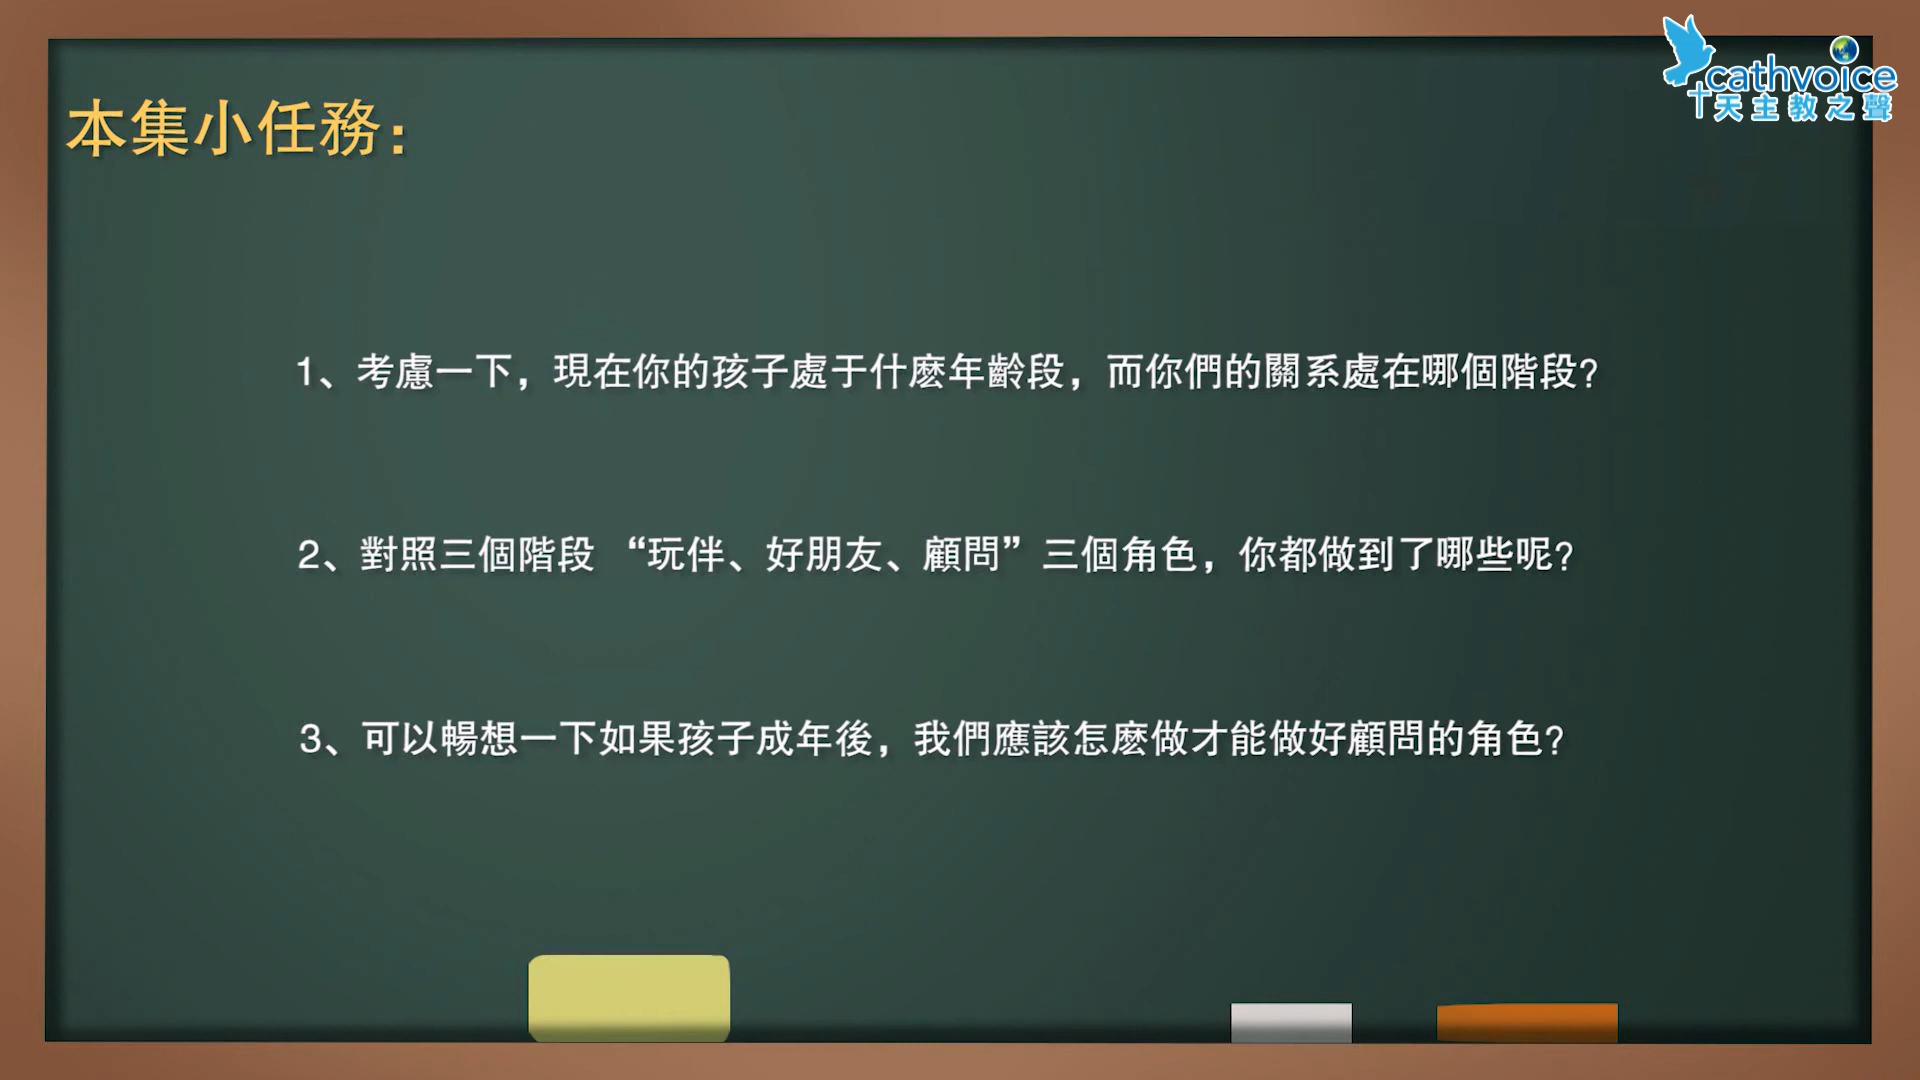 cathvoice
天主教之聲
本集小任務：
1、考慮一下，現在你的孩子處于什麽年齡段，而你們的關系處在哪個階段？
2、對照三個階段 “玩伴、好朋友、顧問”三個角色，你都做到了哪些呢？
3、可以暢想一下如果孩子成年後，我們應該怎麽做才能做好顧問的角色？